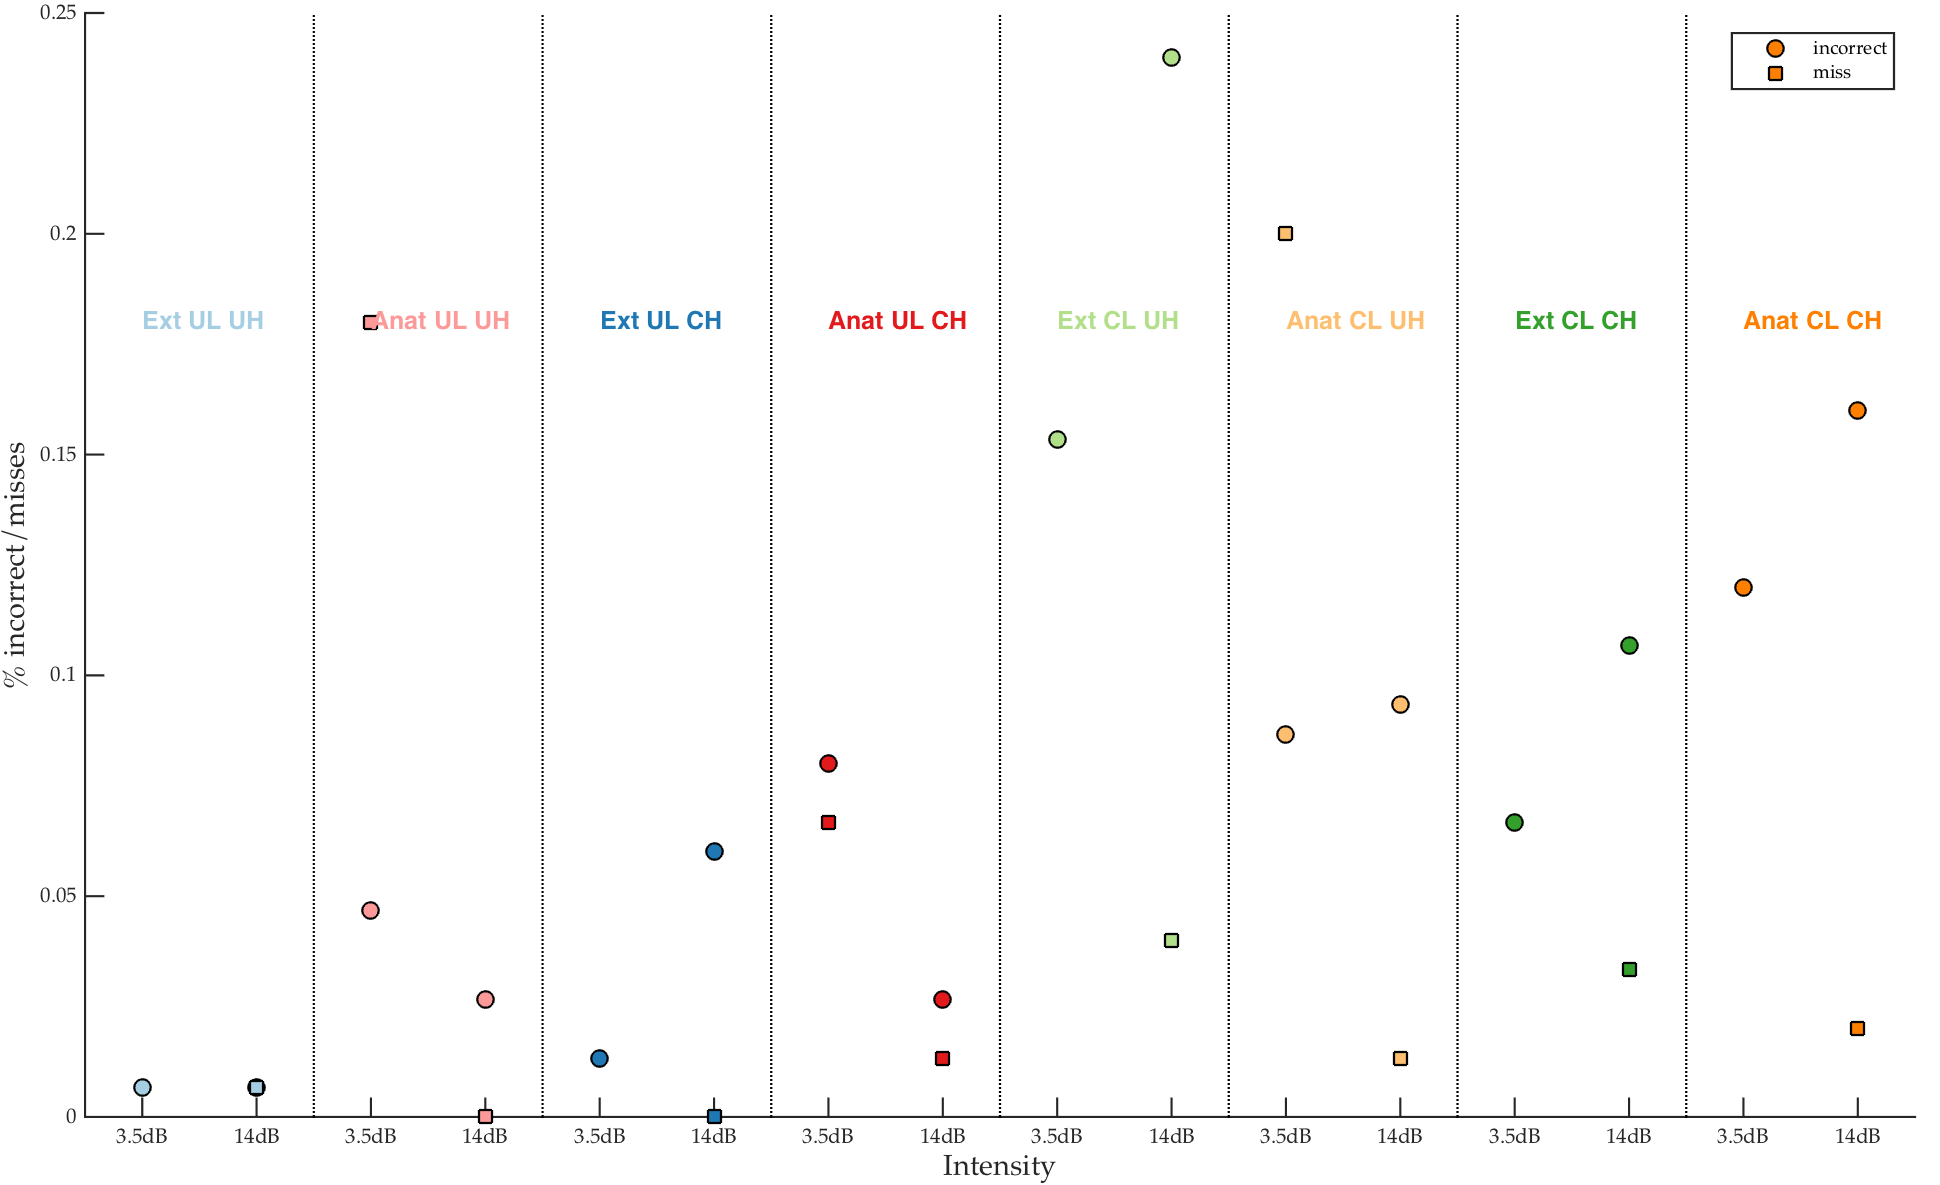 0.25
incorrect
miss
0.2
Ext UL UH
Anat UL UH
Ext UL CH
Anat UL CH
Ext CL UH
Anat CL UH
Ext CL CH
Anat CL CH
0.15
% incorrect/misses
0.1
0.05
0
3.5dB 14dB 3.5dB 14dB 3.5dB 14dB 3.5dB 14dB 3.5dB 14dB 3.5dB 14dB 3.5dB 14dB 3.5dB 14dB
Intensity